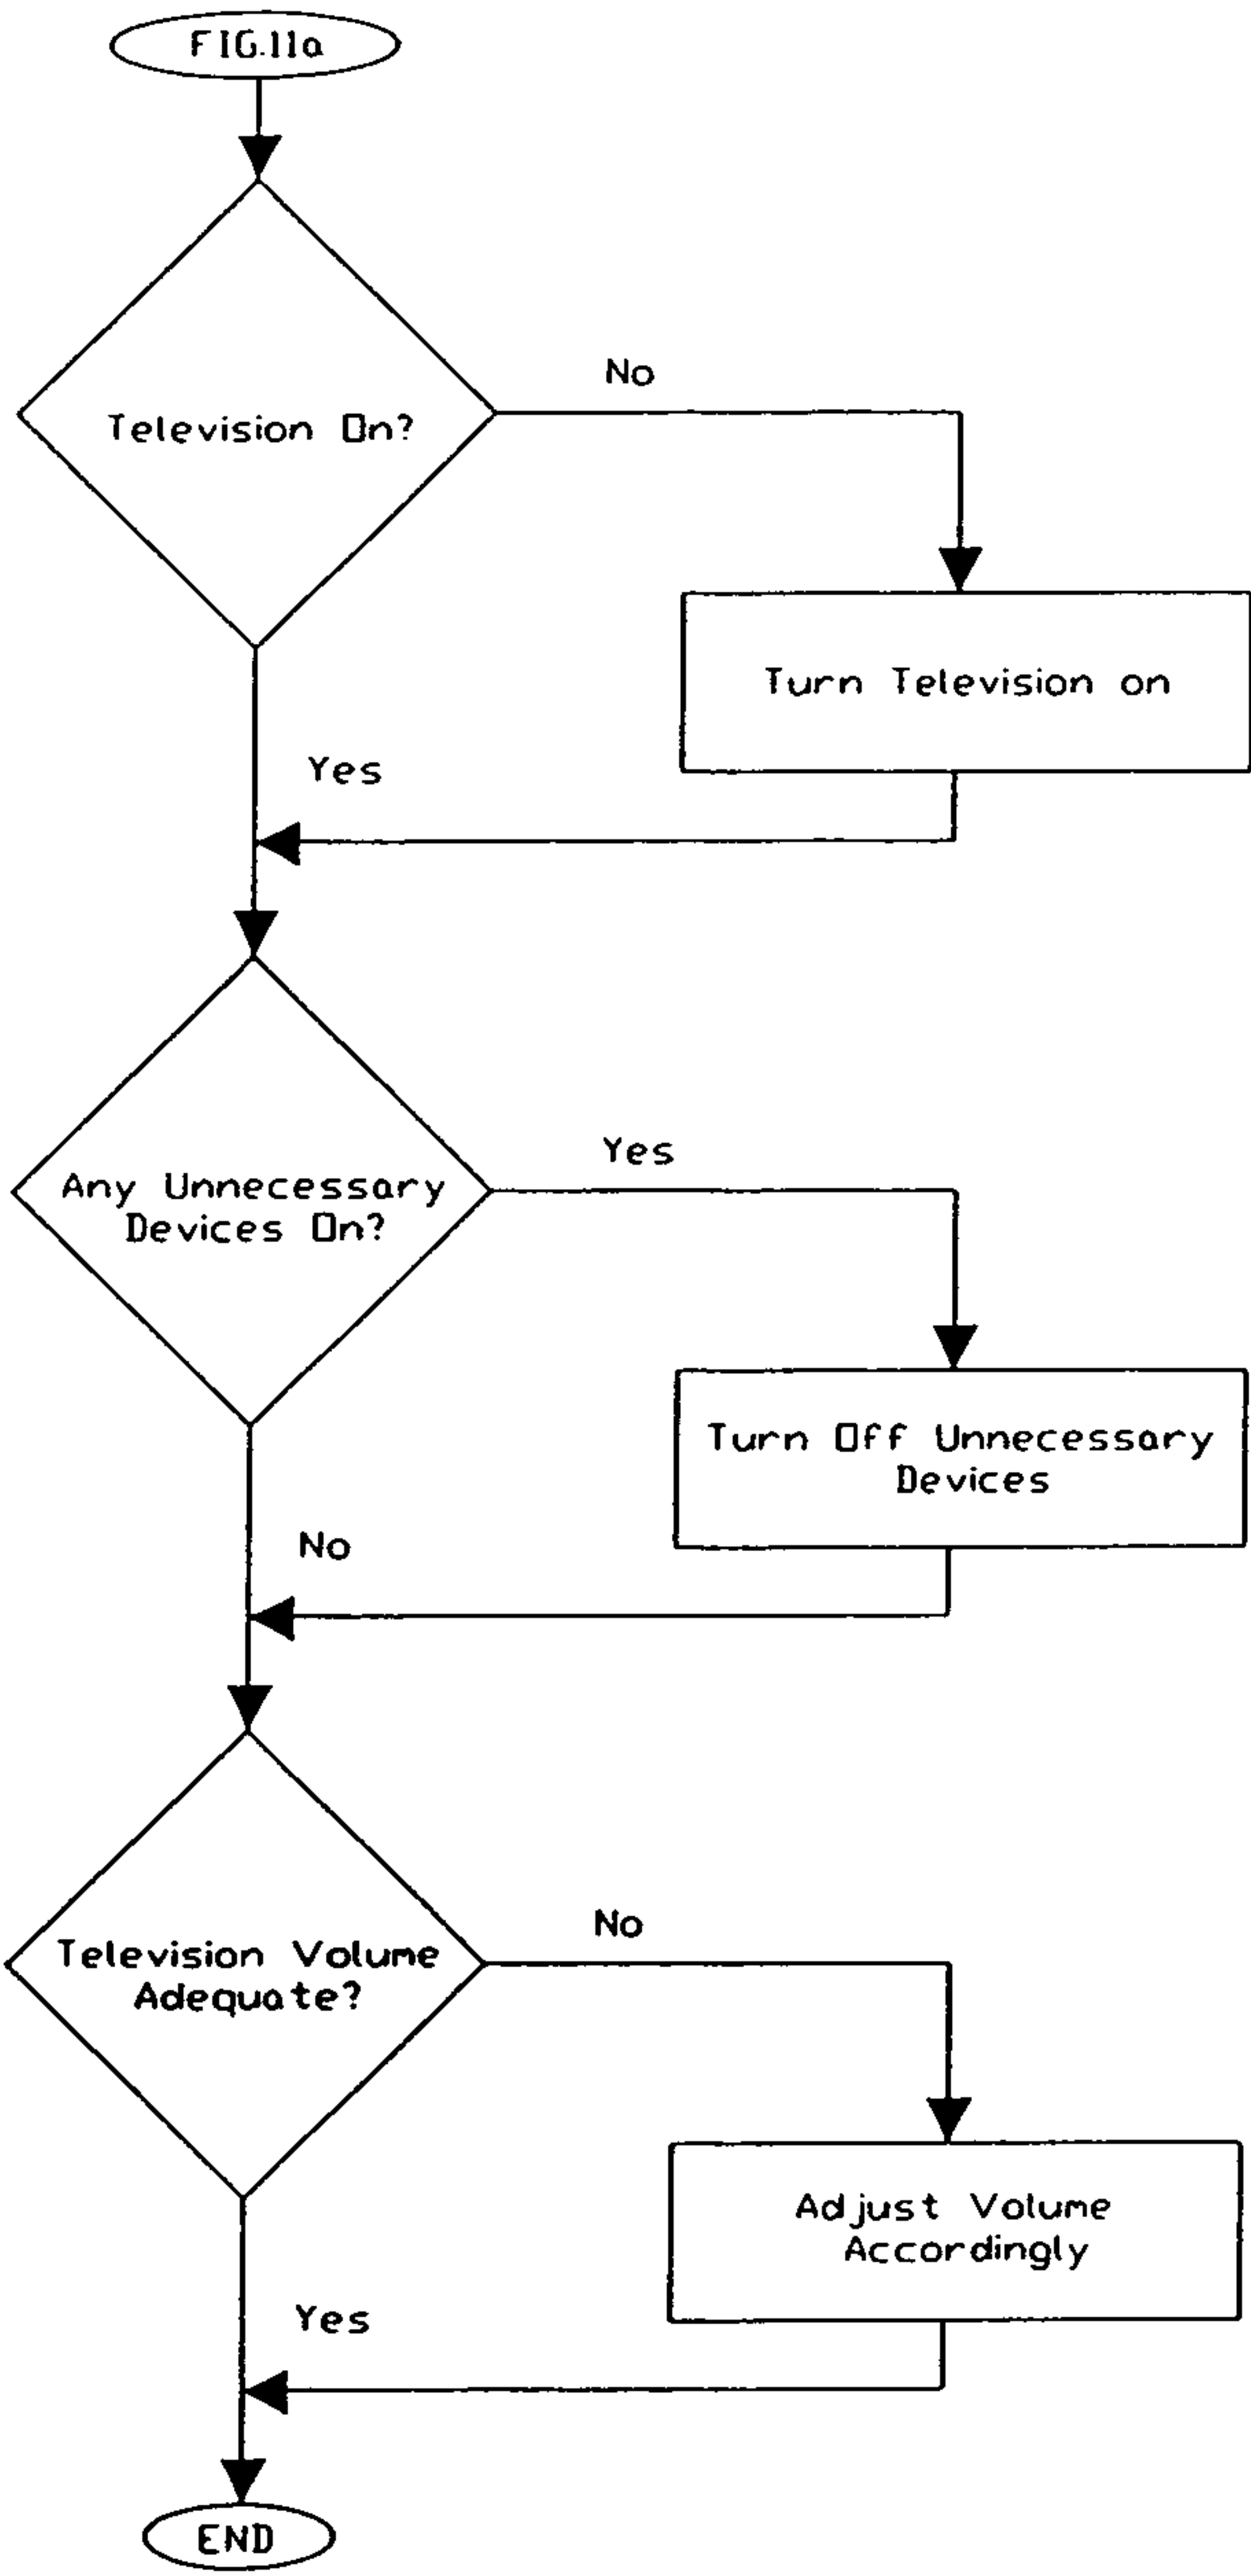 FIG.11a
Television On?
No
Turn Television on
Yes
Any Unnecessary
Devices On?
Yes
Turn Off Unnecessary
Devices
No
Television Volume
Adequate?
No
Adjust Volume
Accordingly
Yes
END